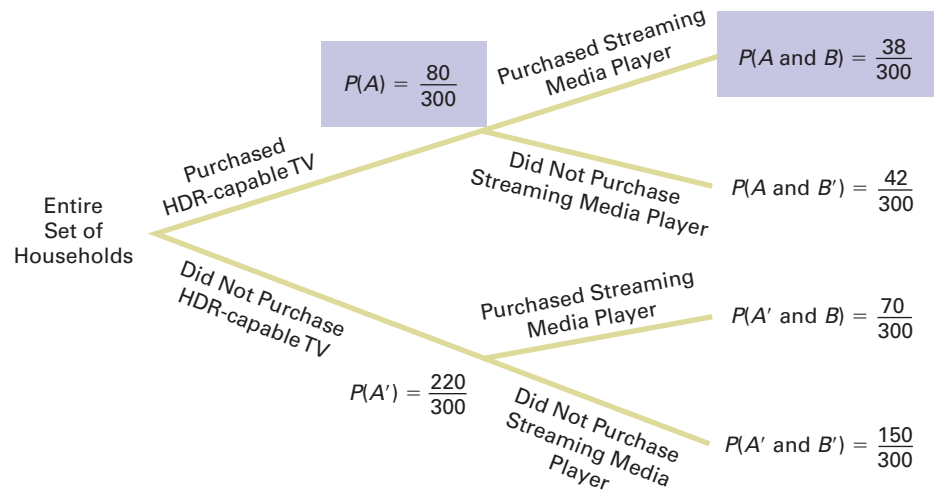 Entire
Set of
Households
Purchased
HDR-capable TV
P(A) = 80/300
Purchased Streaming
Media Player
P(A and B) = 38/300
Did Not Purchase
Streaming Media Player
P(A and B′) = 42/300
Did Not Purchase
HDR-capable TV
P(A′) = 220/300
Purchased Streaming
Media Player
P(A′ and B) = 70/300
Did Not Purchase
Streaming Media
Player
P(A′ and B′) = 150/300